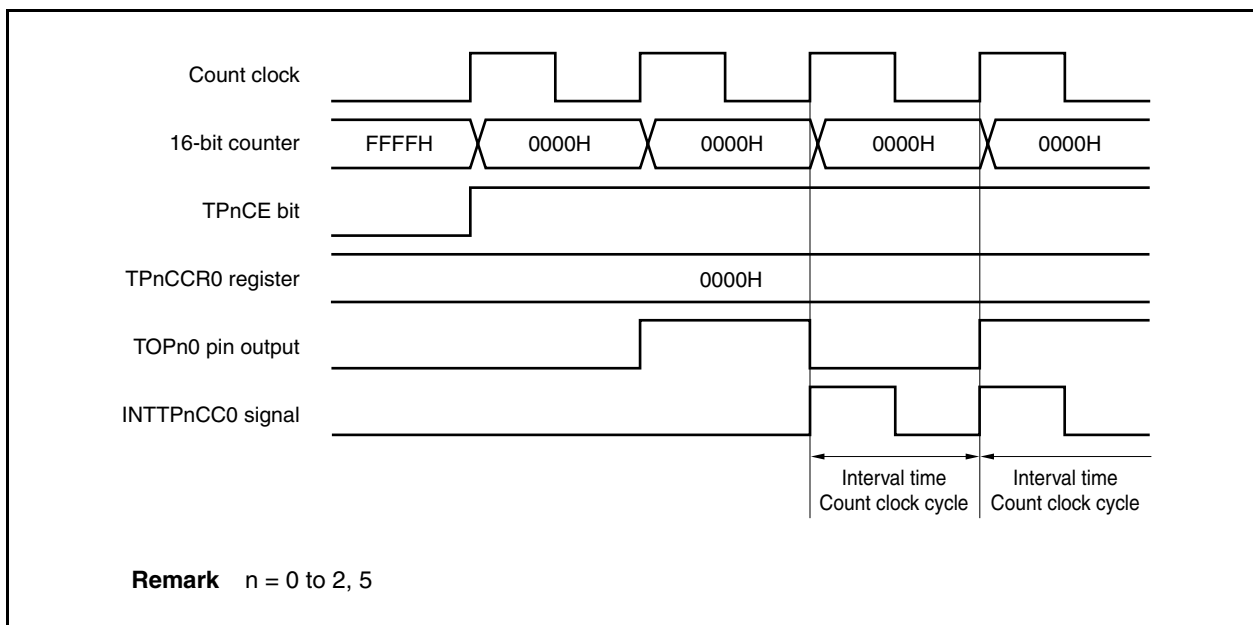 Count clock
16-bit counter FFFFH 0000H 0000H 0000H 0000H
TPnCE bit
TPnCCR0 register 0000H
TOPn0 pin output
INTTPnCC0 signal
Interval time Interval time
Count clock cycle Count clock cycle
Remark n = 0 to 2, 5